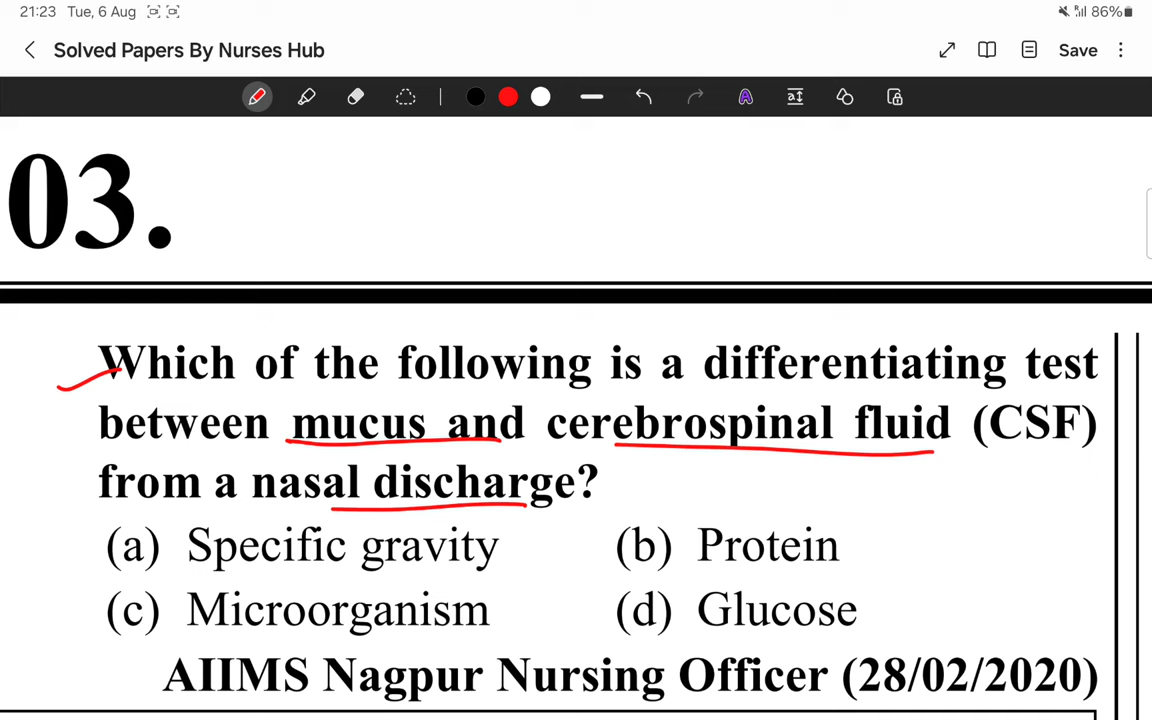 21:23 Tue, 6 Aug 86%
Solved Papers By Nurses Hub Save
03.
Which of the following is a differentiating test
between mucus and cerebrospinal fluid (CSF)
from a nasal discharge?
(a) Specific gravity (b) Protein
(c) Microorganism (d) Glucose
AIIMS Nagpur Nursing Officer (28/02/2020)